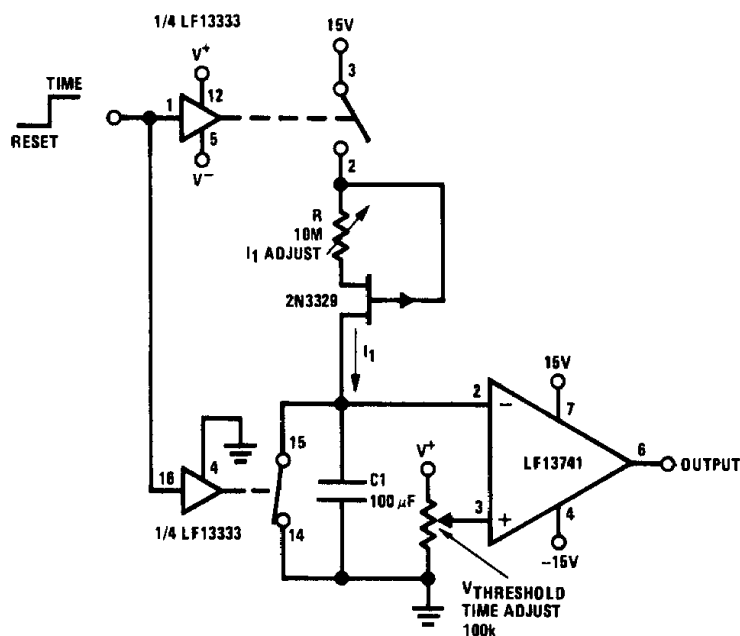 1/4 LF13333
15V
V+
TIME
3
1
12
RESET
5
V−
2
R
10M
I1 ADJUST
2N3329
I1
15V
2
−
7
15
V+
LF13741
6
OUTPUT
4
16
C1
100 μF
3
+
4
14
1/4 LF13333
−15V
VTHRESHOLD
TIME ADJUST
100k